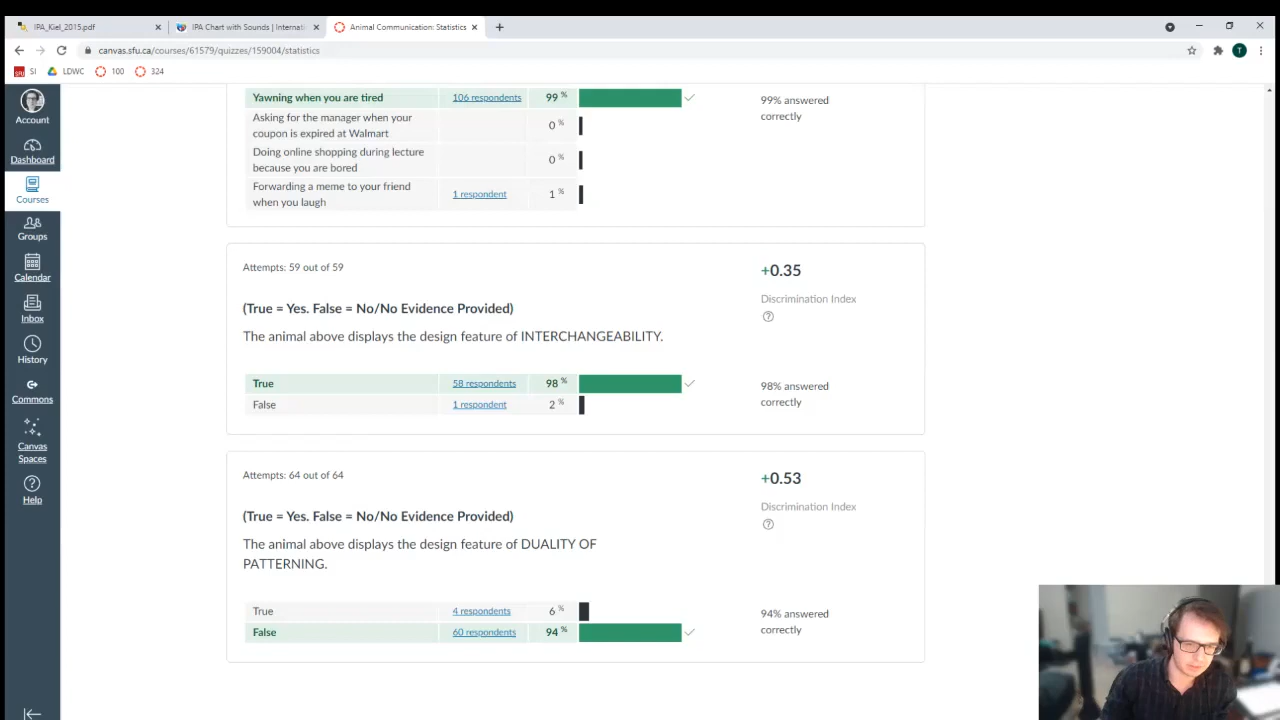 IPA_Kiel_2015.pdf
IPA Chart with Sounds | Internati
Animal Communication: Statistics
canvas.sfu.ca/courses/61579/quizzes/159004/statistics
T
SFU
SI
LDWC
100
324
Account
Dashboard
Courses
Groups
Calendar
Inbox
History
Commons
Canvas
Spaces
Help
Yawning when you are tired
106 respondents
99 %
Asking for the manager when your
coupon is expired at Walmart
0 %
Doing online shopping during lecture
because you are bored
0 %
Forwarding a meme to your friend
when you laugh
1 respondent
1 %
99% answered
correctly
Attempts: 59 out of 59
+0.35
Discrimination Index
(True = Yes. False = No/No Evidence Provided)
The animal above displays the design feature of INTERCHANGEABILITY.
True
58 respondents
98 %
False
1 respondent
2 %
98% answered
correctly
Attempts: 64 out of 64
+0.53
Discrimination Index
(True = Yes. False = No/No Evidence Provided)
The animal above displays the design feature of DUALITY OF
PATTERNING.
True
4 respondents
6 %
False
60 respondents
94 %
94% answered
correctly